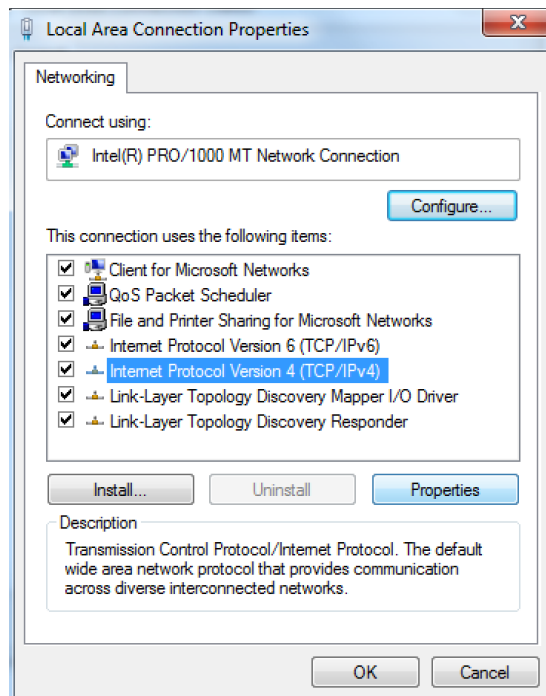 Local Area Connection Properties
Networking
Connect using:
Intel(R) PRO/1000 MT Network Connection
Configure...
This connection uses the following items:
Client for Microsoft Networks
QoS Packet Scheduler
File and Printer Sharing for Microsoft Networks
Internet Protocol Version 6 (TCP/IPv6)
Internet Protocol Version 4 (TCP/IPv4)
Link-Layer Topology Discovery Mapper I/O Driver
Link-Layer Topology Discovery Responder
Install... Uninstall Properties
Description
Transmission Control Protocol/Internet Protocol. The default
wide area network protocol that provides communication
across diverse interconnected networks.
OK Cancel